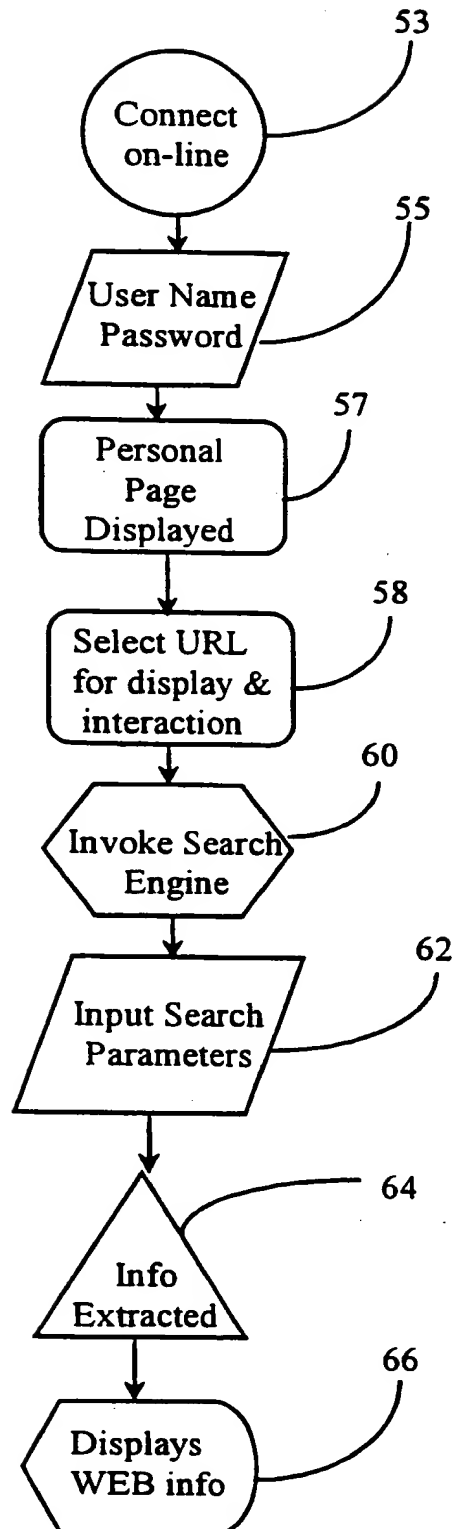 53
Connect
on-line
55
User Name
Password
57
Personal
Page
Displayed
58
Select URL
for display &
interaction
60
Invoke Search
Engine
62
Input Search
Parameters
64
Info
Extracted
66
Displays
WEB info